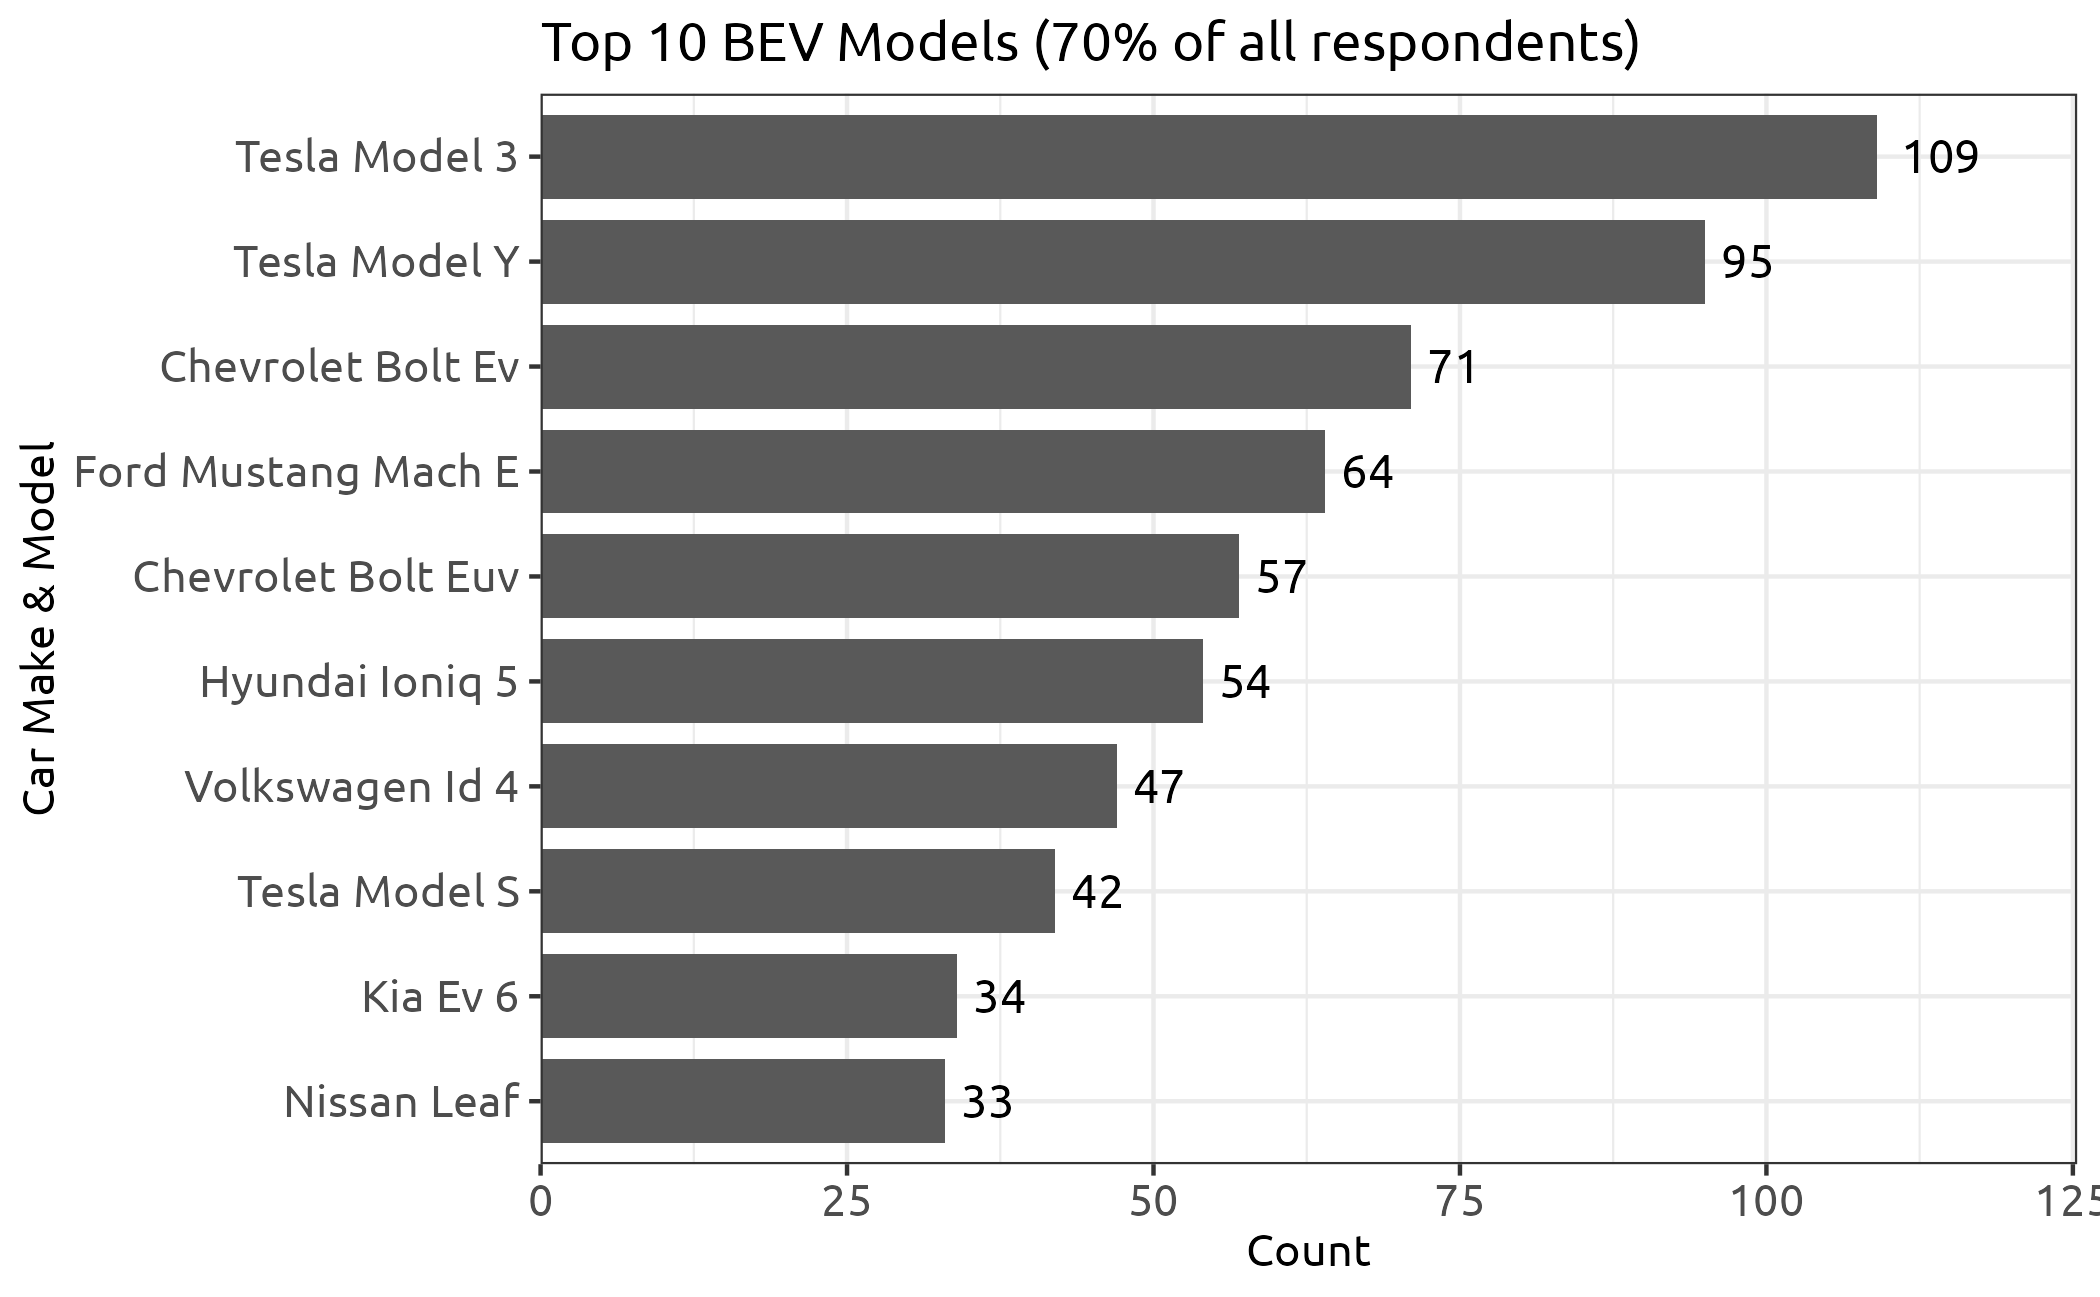 Top 10 BEV Models (70% of all respondents)
Car Make & Model
Tesla Model 3
109
Tesla Model Y
95
Chevrolet Bolt Ev
71
Ford Mustang Mach E
64
Chevrolet Bolt Euv
57
Hyundai Ioniq 5
54
Volkswagen Id 4
47
Tesla Model S
42
Kia Ev 6
34
Nissan Leaf
33
0 25 50 75 100 125
Count